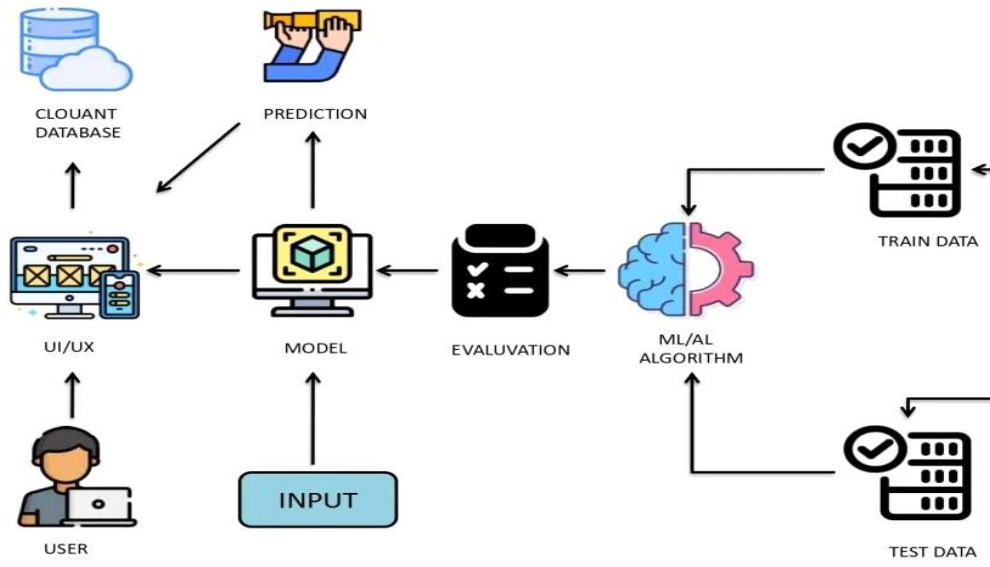 CLOUANT
DATABASE
PREDICTION
TRAIN DATA
UI/UX
MODEL
EVALUVATION
ML/AL
ALGORITHM
INPUT
USER
TEST DATA